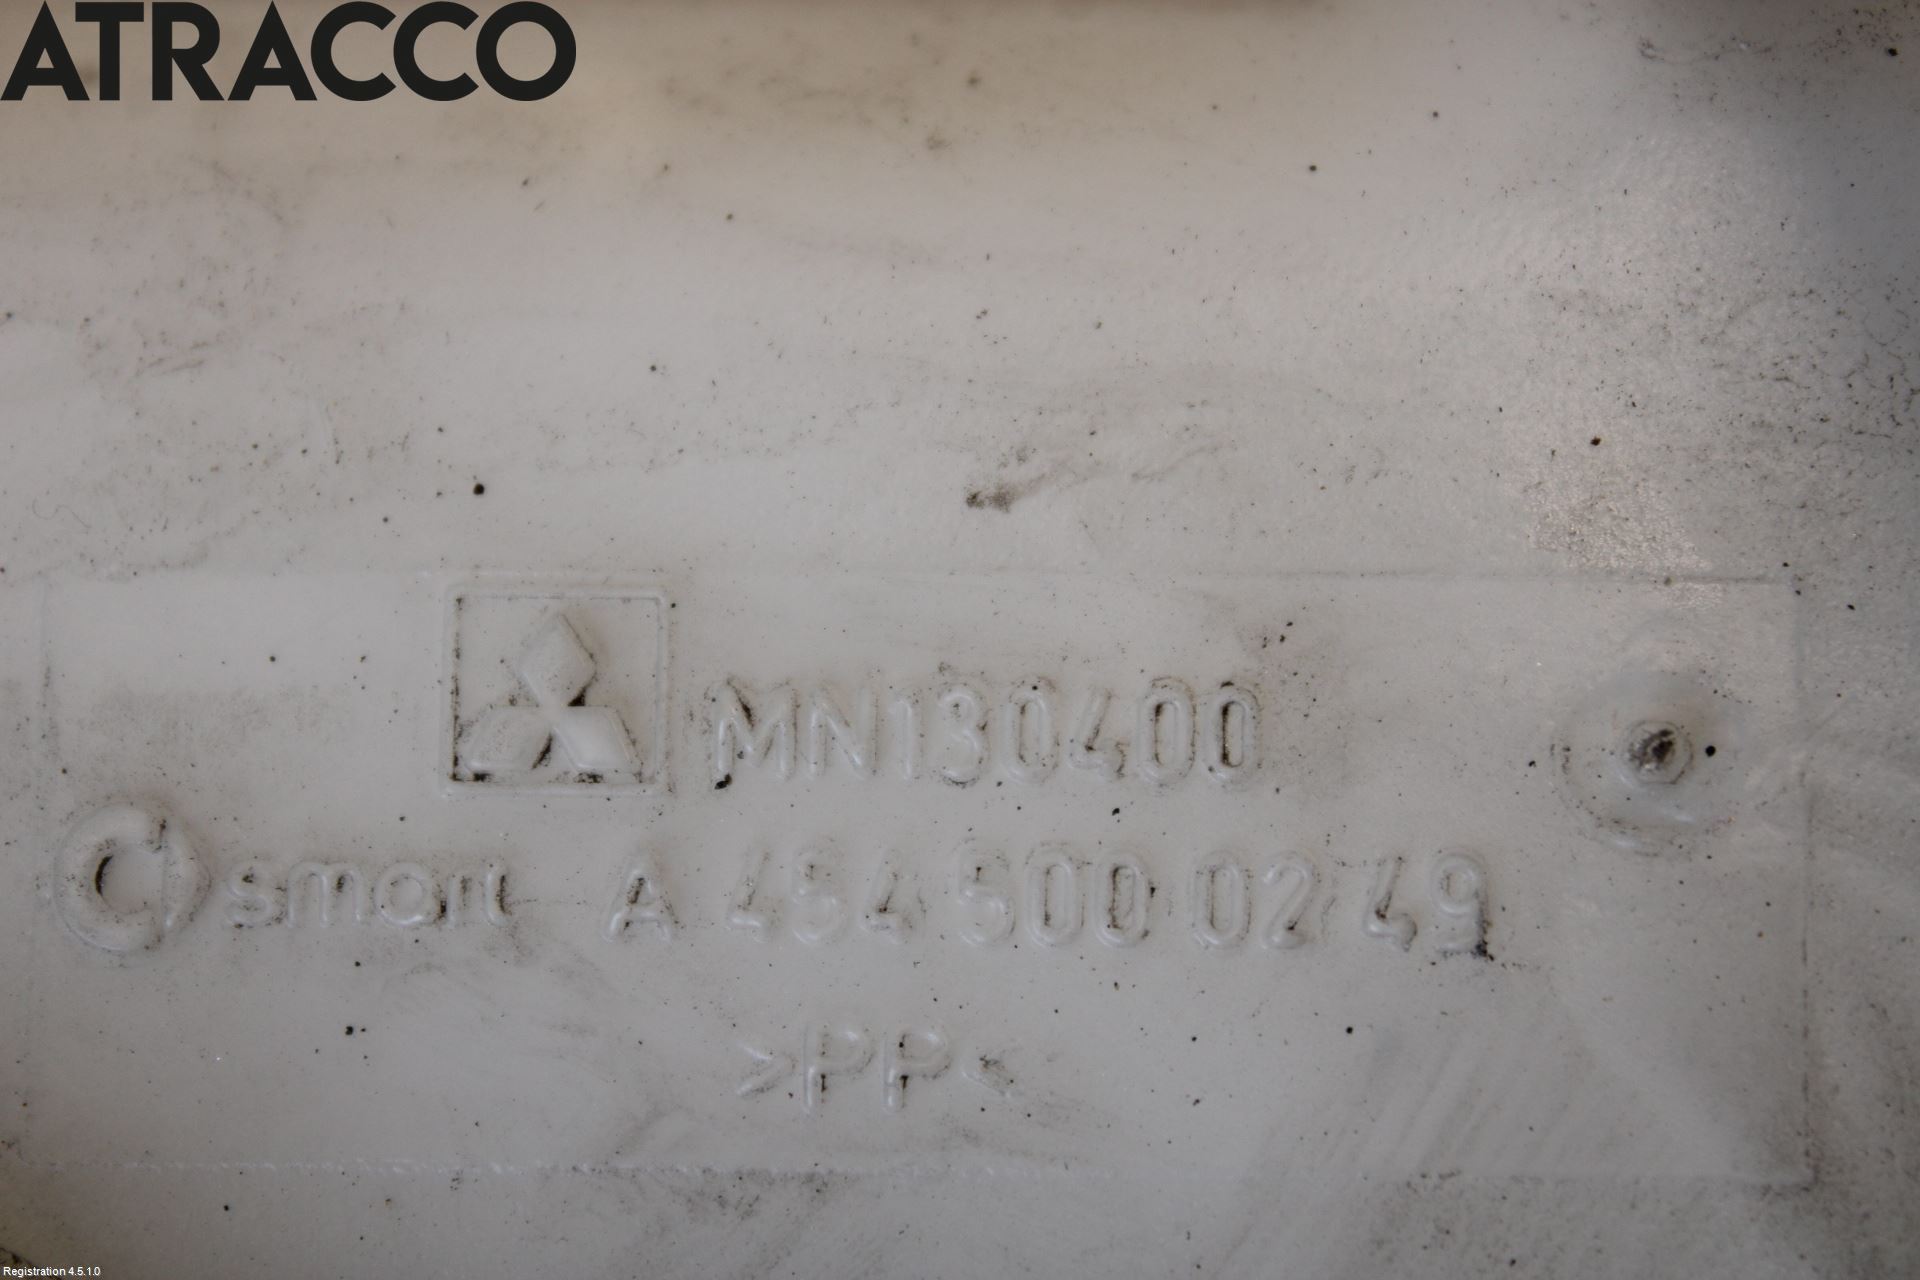 ATRACCO
MN130400
smart A 454 500 02 49
>PP<
Registration 4.5.1.0